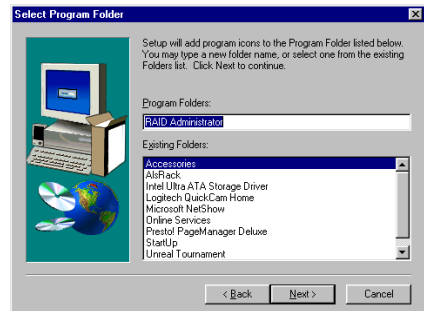 Select Program Folder
Setup will add program icons to the Program Folder listed below.
You may type a new folder name, or select one from the existing
Folders list. Click Next to continue.
Program Folders:
RAID Administrator
Existing Folders:
Accessories
AlsRack
Intel Ultra ATA Storage Driver
Logitech QuickCam Home
Microsoft NetShow
Online Services
Presto! PageManager Deluxe
StartUp
Unreal Tournament
< Back
Next >
Cancel